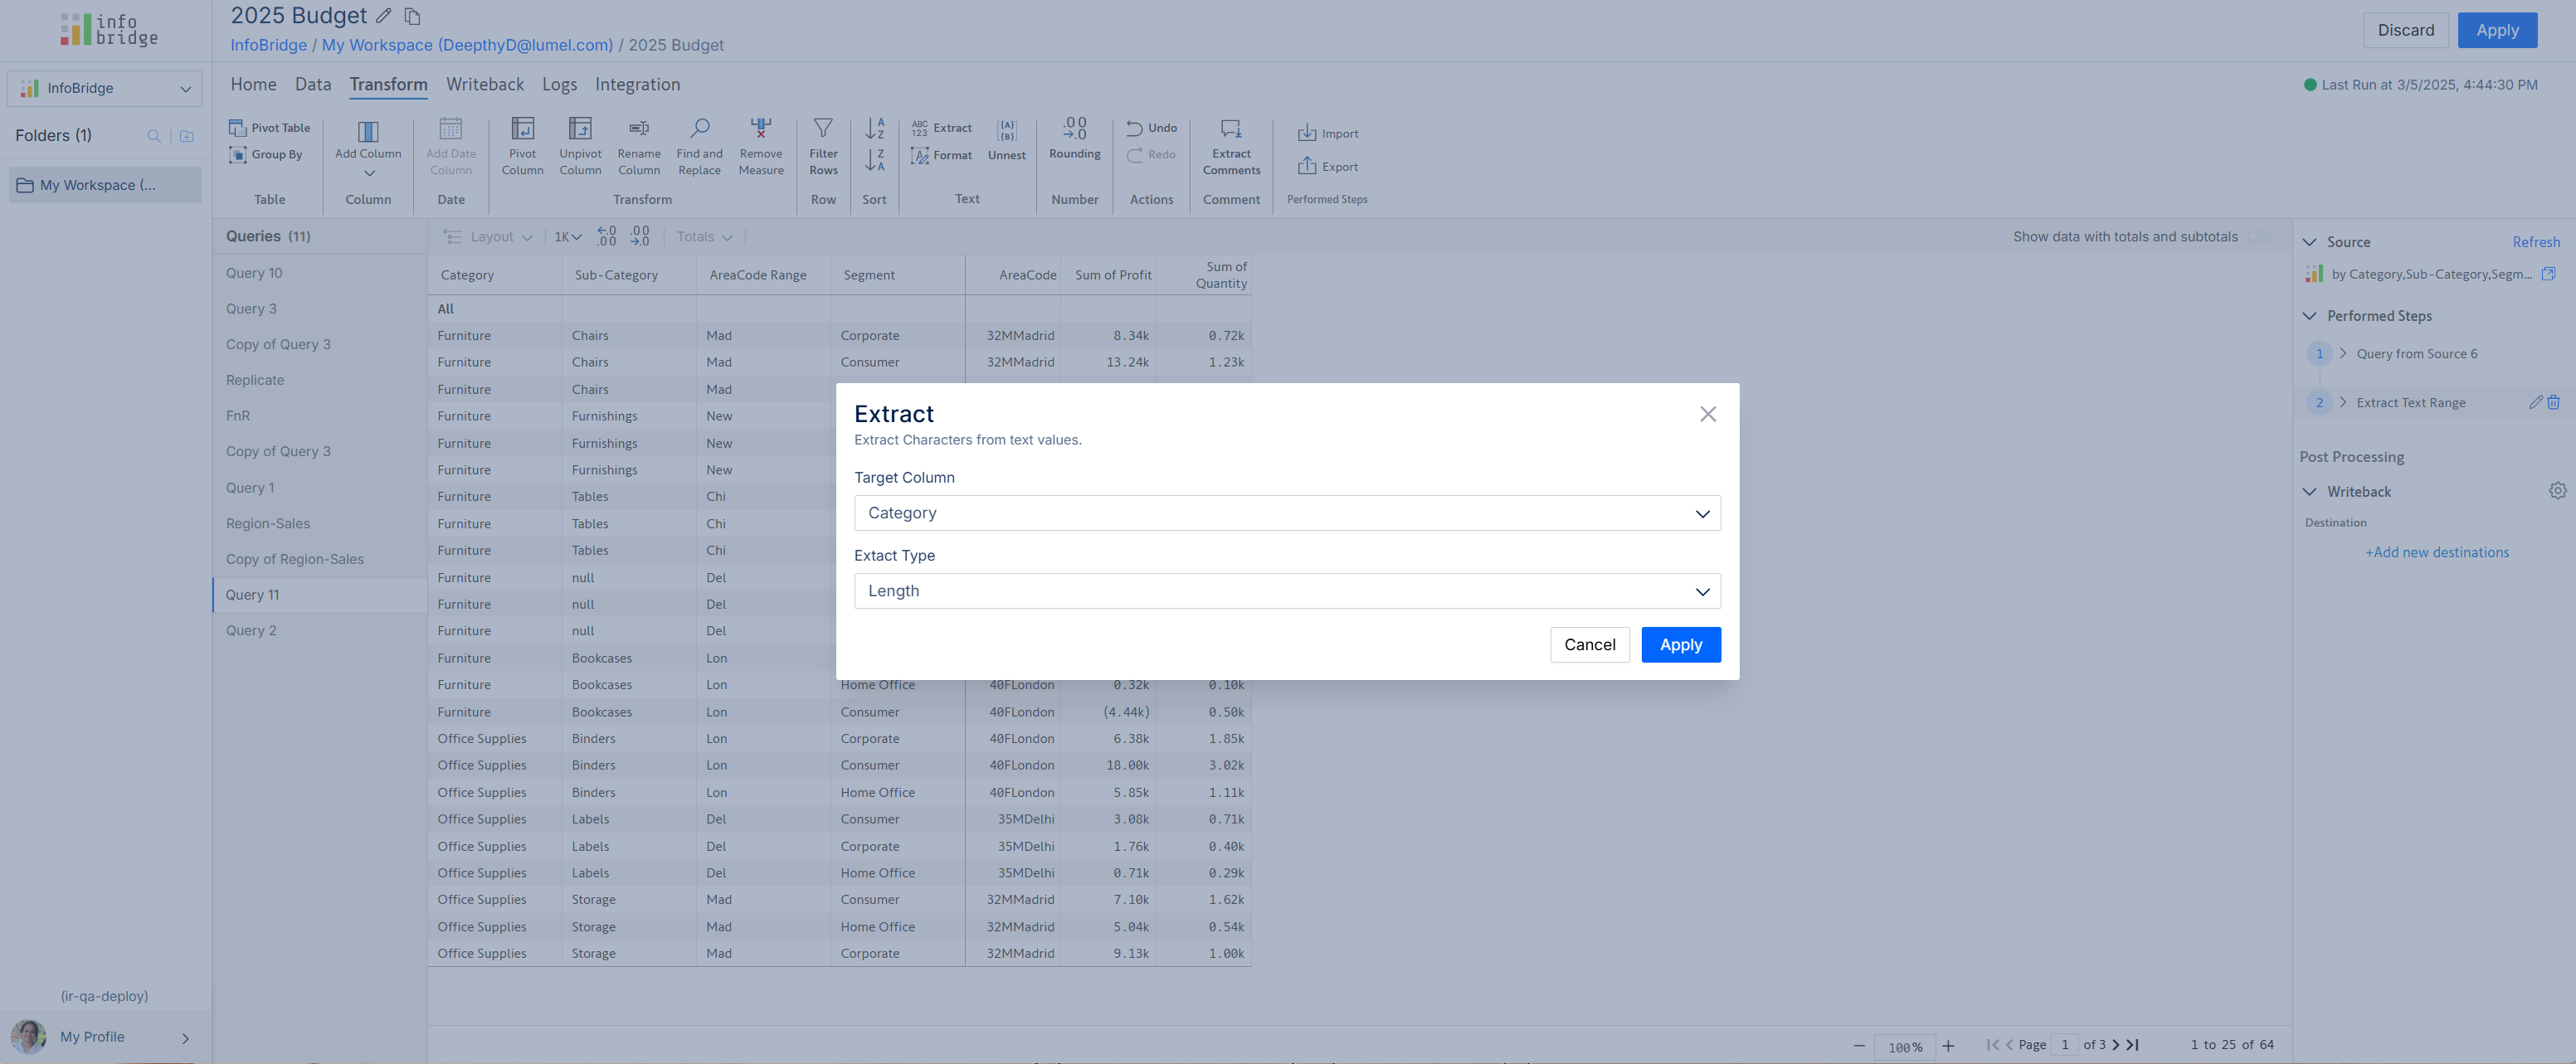 info
bridge
2025 Budget
InfoBridge / My Workspace (DeepthyD@lumel.com) / 2025 Budget
Discard
Apply
InfoBridge
Folders (1)
My Workspace (...
Home Data Transform Writeback Logs Integration
Last Run at 3/5/2025, 4:44:30 PM
Pivot Table
Group By
Table
Add Column
Column
Add Date
Column
Date
Pivot
Column
Unpivot
Column
Rename
Column
Find and
Replace
Remove
Measure
Transform
Filter
Rows
Row
A
Z
Z
A
Sort
ABC
123
Extract
Format
{A}
{B}
Unnest
Text
.00
.0
Rounding
Number
Undo
Redo
Actions
Extract
Comments
Comment
Import
Export
Performed Steps
Queries (11)
Query 10
Query 3
Copy of Query 3
Replicate
FnR
Copy of Query 3
Query 1
Region-Sales
Copy of Region-Sales
Query 11
Query 2
Layout 1K .0 .00 .00 .0 Totals
Show data with totals and subtotals
Category Sub-Category AreaCode Range Segment AreaCode Sum of Profit Sum of Quantity
All
Furniture Chairs Mad Corporate 32MMadrid 8.34k 0.72k
Furniture Chairs Mad Consumer 32MMadrid 13.24k 1.23k
Furniture Chairs Mad
Furniture Furnishings New
Furniture Furnishings New
Furniture Furnishings New
Furniture Tables Chi
Furniture Tables Chi
Furniture Tables Chi
Furniture null Del
Furniture null Del
Furniture null Del
Furniture Bookcases Lon
Furniture Bookcases Lon Home Office 40FLondon 0.32k 0.10k
Furniture Bookcases Lon Consumer 40FLondon (4.44k) 0.50k
Office Supplies Binders Lon Corporate 40FLondon 6.38k 1.85k
Office Supplies Binders Lon Consumer 40FLondon 18.00k 3.02k
Office Supplies Binders Lon Home Office 40FLondon 5.85k 1.11k
Office Supplies Labels Del Consumer 35MDelhi 3.08k 0.71k
Office Supplies Labels Del Corporate 35MDelhi 1.76k 0.40k
Office Supplies Labels Del Home Office 35MDelhi 0.71k 0.29k
Office Supplies Storage Mad Consumer 32MMadrid 7.10k 1.62k
Office Supplies Storage Mad Home Office 32MMadrid 5.04k 0.54k
Office Supplies Storage Mad Corporate 32MMadrid 9.13k 1.00k
Extract
Extract Characters from text values.
Target Column
Category
Extact Type
Length
Cancel
Apply
Source
Refresh
by Category,Sub-Category,Segm...
Performed Steps
1 Query from Source 6
2 Extract Text Range
Post Processing
Writeback
Destination
+Add new destinations
(ir-qa-deploy)
My Profile
100%
Page 1 of 3
1 to 25 of 64